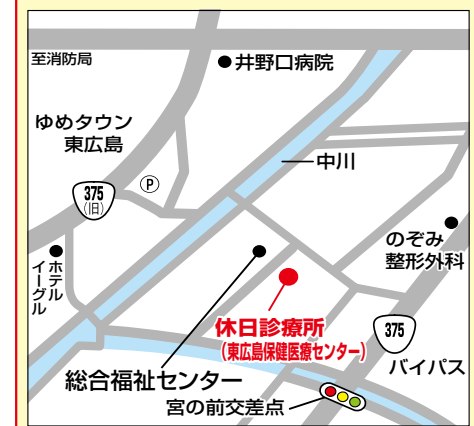 至消防局
井野口病院
ゆめタウン
東広島
中川
P
375
(旧)
のぞみ
整形外科
ホテル
イーグル
休日診療所
(東広島保健医療センター)
375
バイパス
総合福祉センター
宮の前交差点